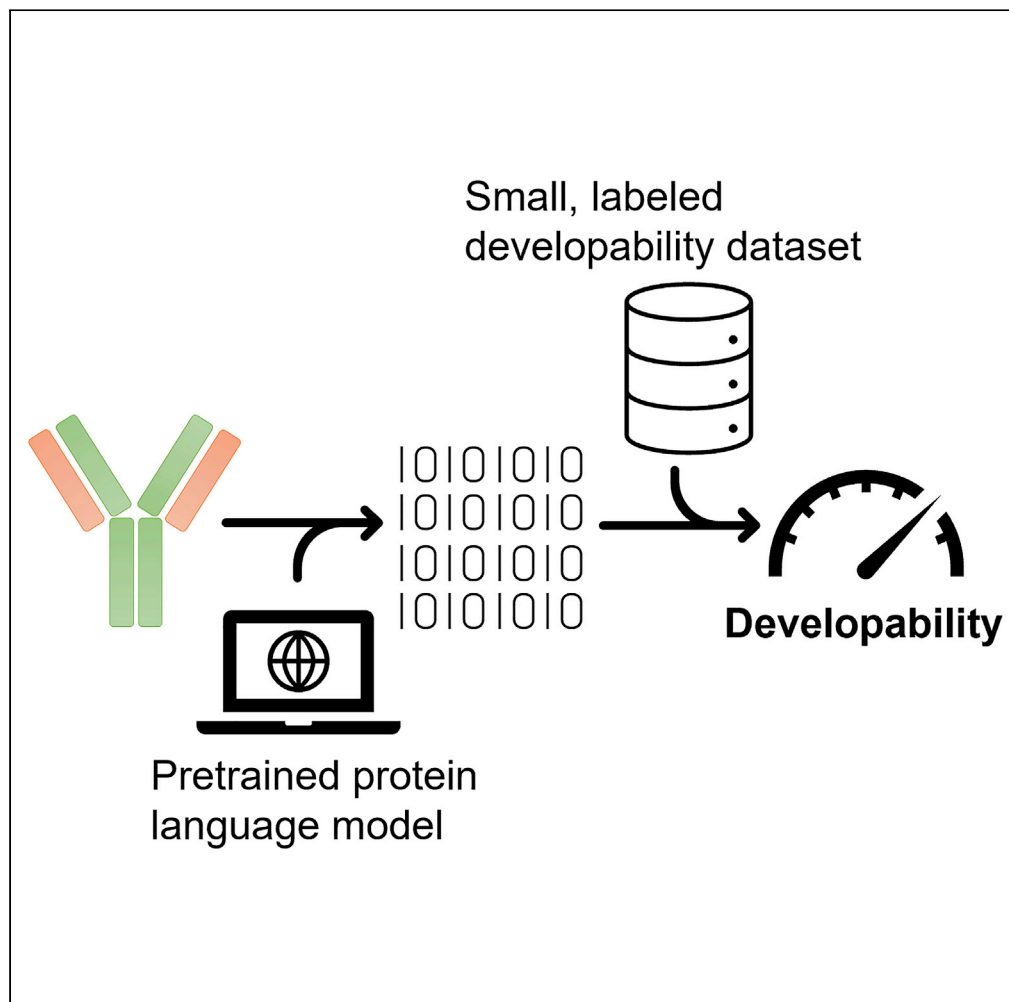 Small, labeled
developability dataset
|0|0|0|0
|0|0|0|0
|0|0|0|0
|0|0|0|0
Developability
Pretrained protein
language model